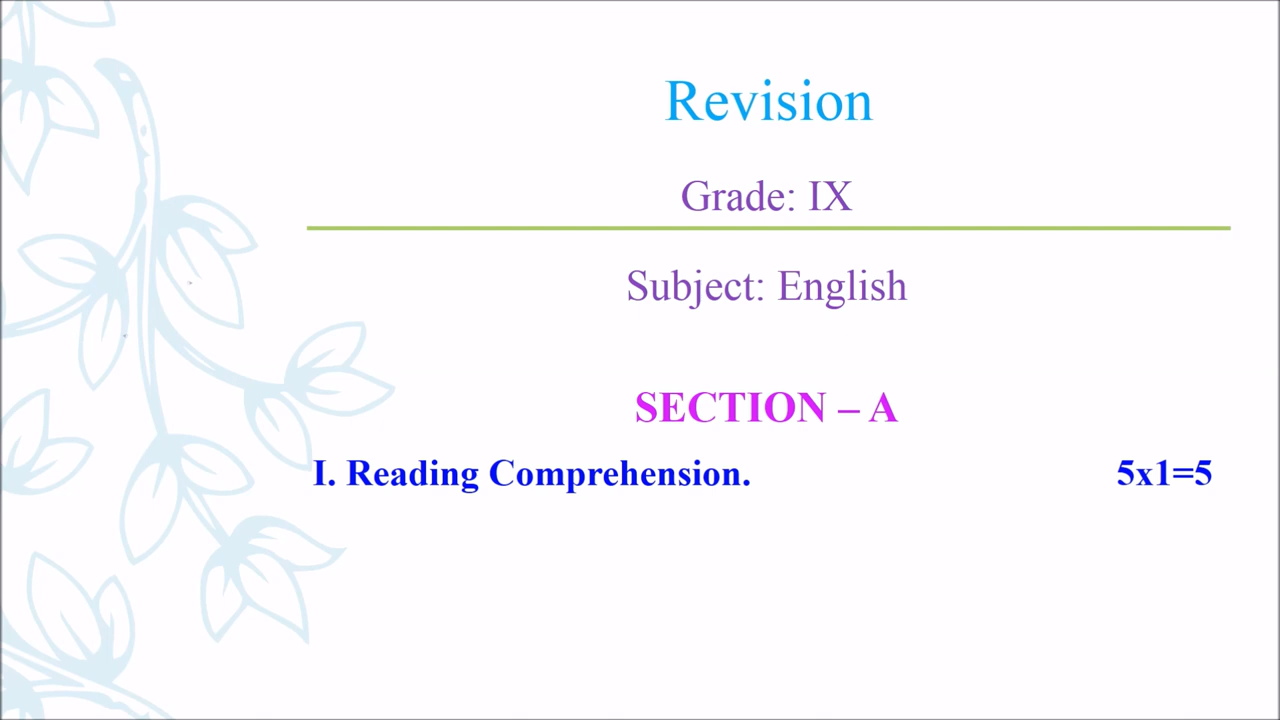 Revision
Grade: IX
Subject: English
SECTION – A
I. Reading Comprehension. 5x1=5